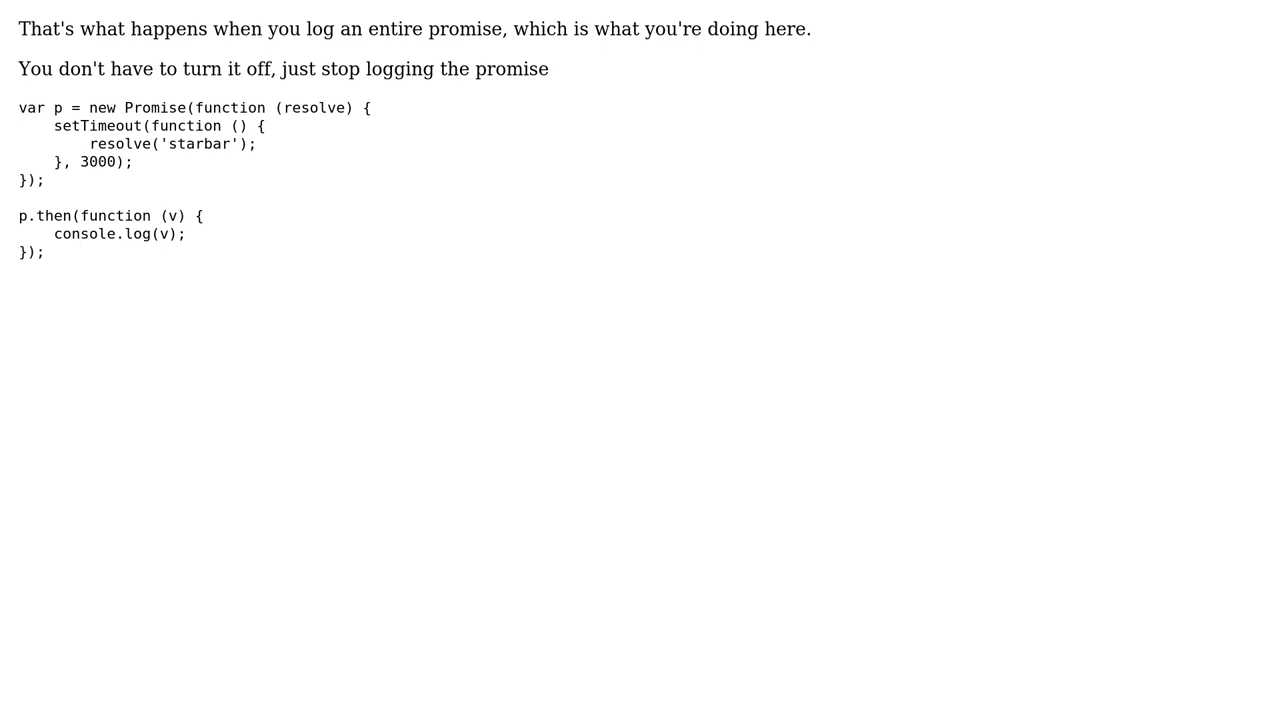 That's what happens when you log an entire promise, which is what you're doing here.
You don't have to turn it off, just stop logging the promise
var p = new Promise(function (resolve) {
    setTimeout(function () {
        resolve('starbar');
    }, 3000);
});

p.then(function (v) {
    console.log(v);
});